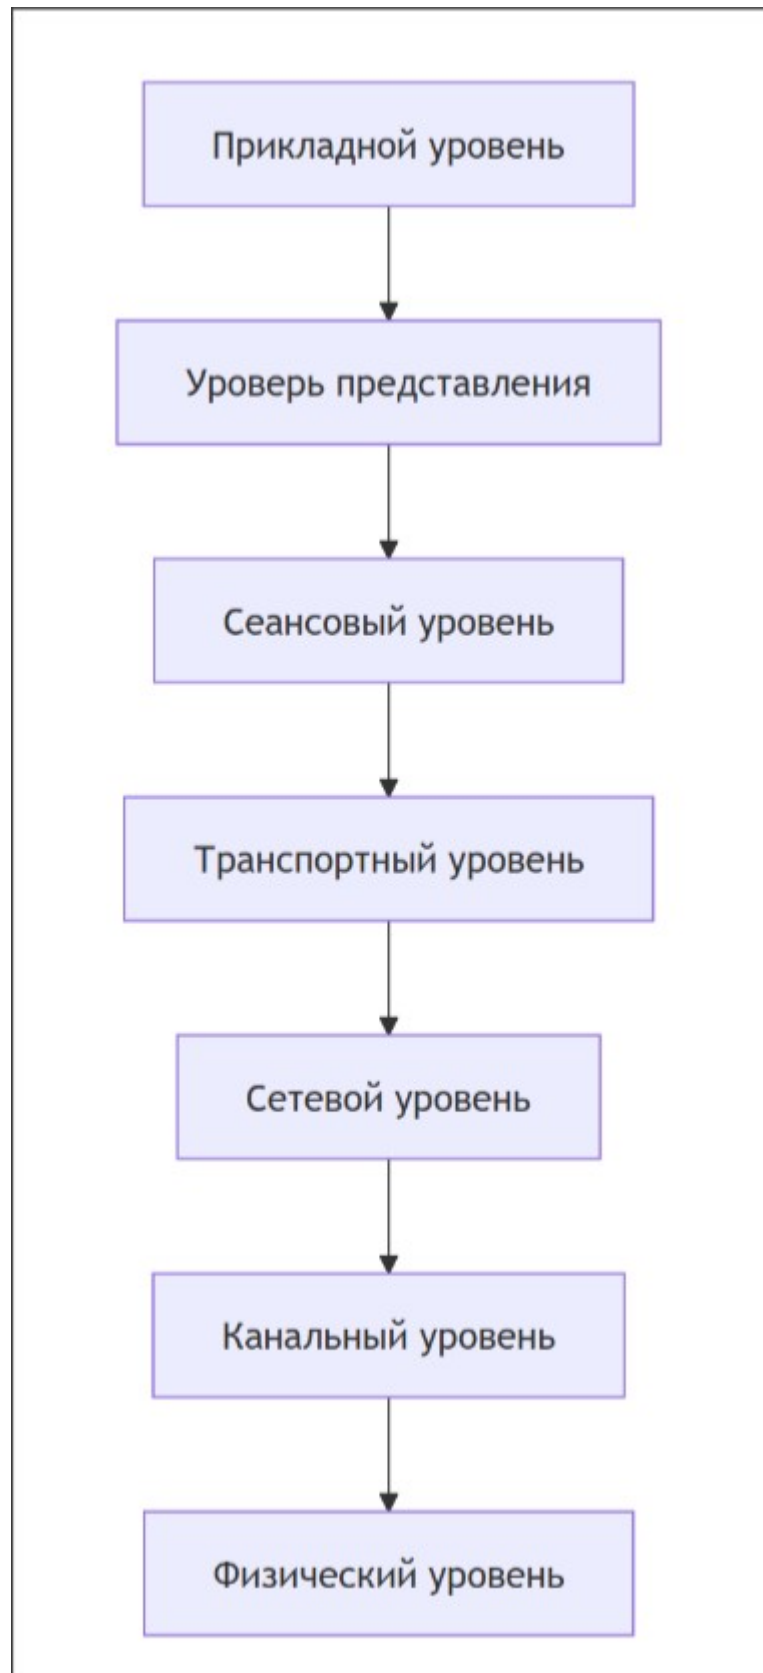 Прикладной уровень
Уроверь представления
Сеансовый уровень
Транспортный уровень
Сетевой уровень
Канальный уровень
Физический уровень